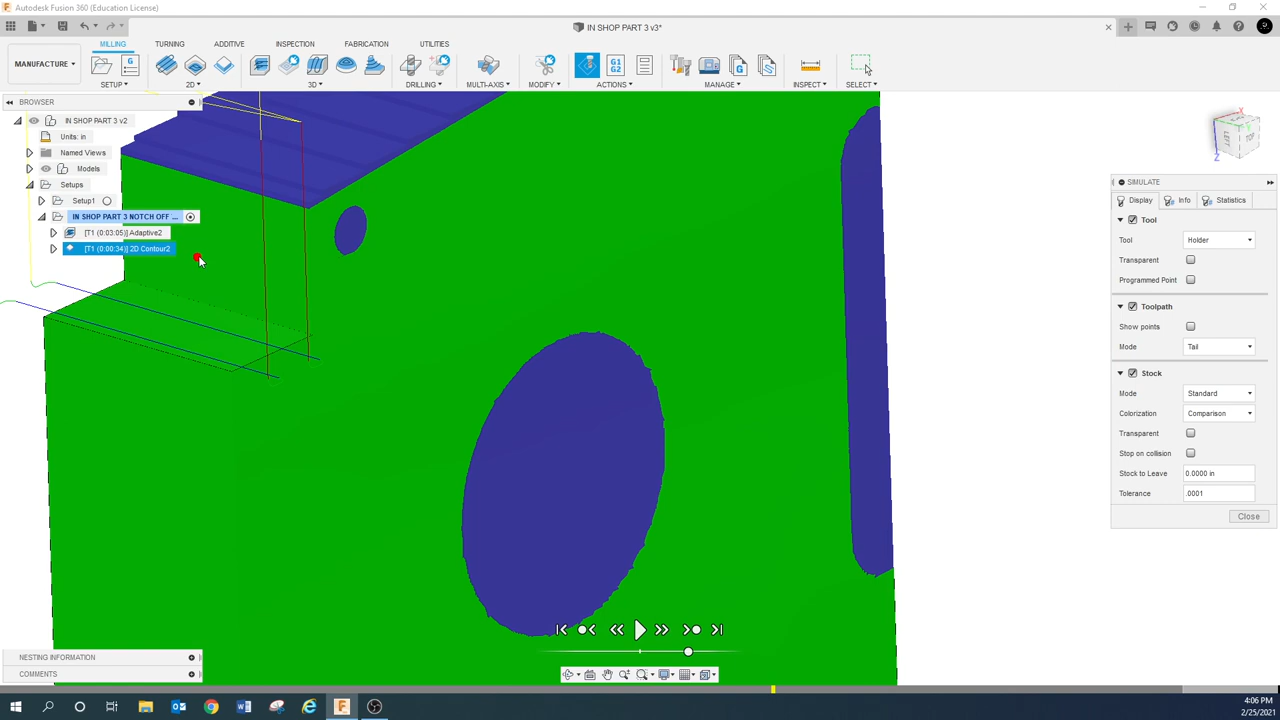 Autodesk Fusion 360 (Education License)
IN SHOP PART 3 v3*
MILLING TURNING ADDITIVE INSPECTION FABRICATION UTILITIES
MANUFACTURE
SETUP 2D 3D DRILLING MULTI-AXIS MODIFY ACTIONS MANAGE INSPECT SELECT
G1
G2
BROWSER
IN SHOP PART 3 v2
Units: in
Named Views
Models
Setups
Setup1
IN SHOP PART 3 NOTCH OFF ...
[T1 (0:03:05)] Adaptive2
[T1 (0:00:34)] 2D Contour2
LEFT
TOP
X
Y
Z
SIMULATE
Display Info Statistics
Tool
Tool Holder
Transparent
Programmed Point
Toolpath
Show points
Mode Tail
Stock
Mode Standard
Colorization Comparison
Transparent
Stop on collision
Stock to Leave 0.0000 in
Tolerance .0001
Close
NESTING INFORMATION
COMMENTS
4:06 PM
2/25/2021